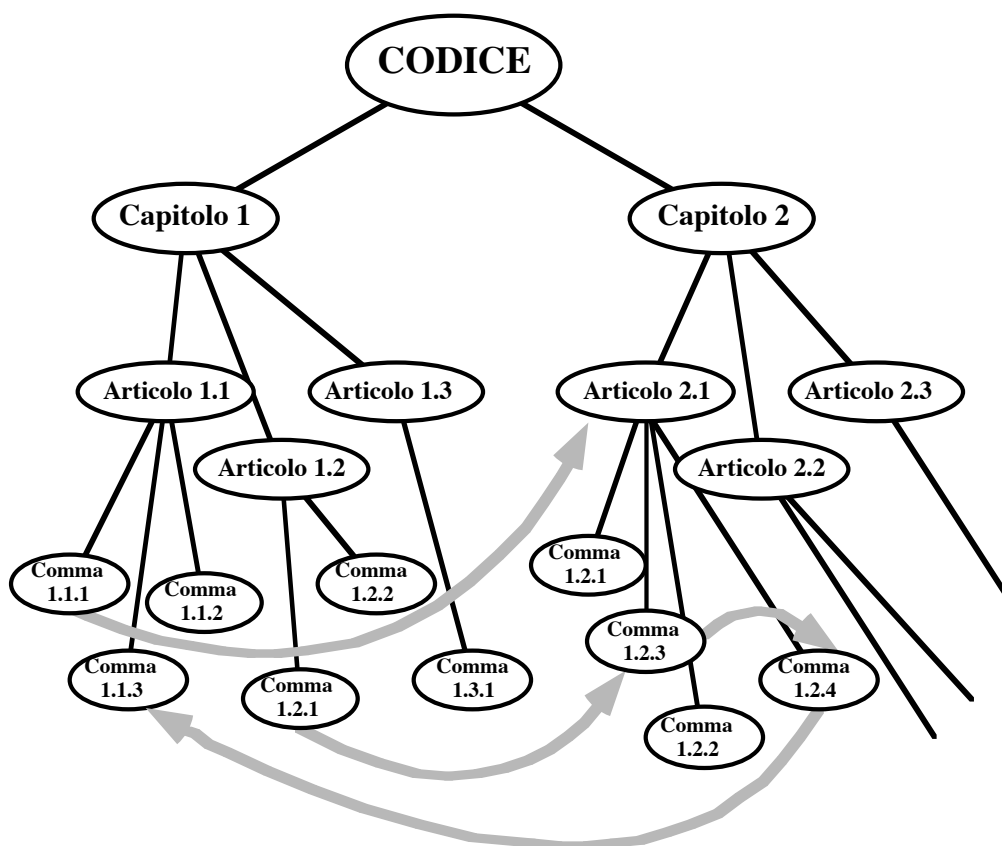 CODICE
Capitolo 1
Capitolo 2
Articolo 1.1
Articolo 1.3
Articolo 2.1
Articolo 2.3
Articolo 1.2
Articolo 2.2
Comma
1.1.1
Comma
1.1.2
Comma
1.2.2
Comma
1.2.1
Comma
1.2.3
Comma
1.1.3
Comma
1.2.1
Comma
1.3.1
Comma
1.2.4
Comma
1.2.2